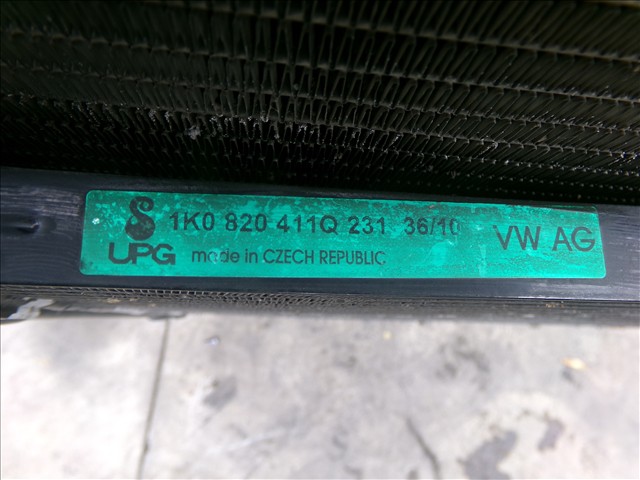 1K0 820 411Q 231 36/10 VW AG
UPG made in CZECH REPUBLIC